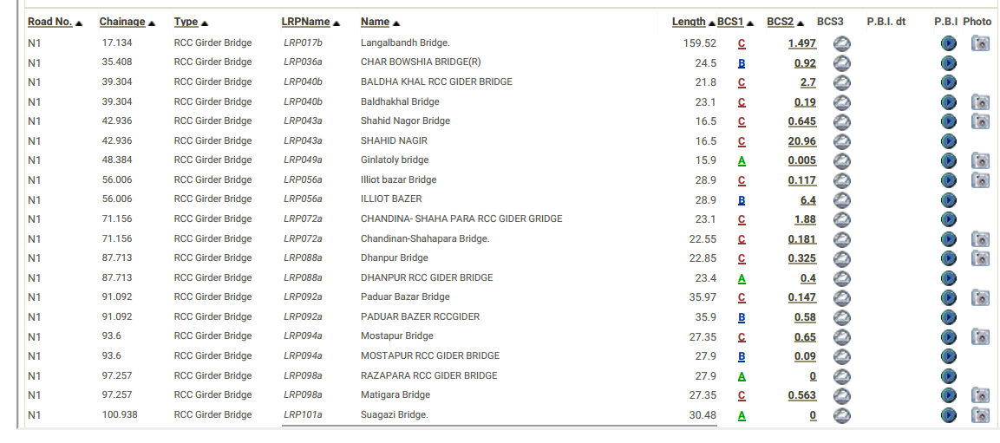 Road No. Chainage Type LRPName Name Length BCS1 BCS2 BCS3 P.B.I. dt P.B.I Photo
N1 17.134 RCC Girder Bridge LRP017b Langalbandh Bridge. 159.52 C 1.497
N1 35.408 RCC Girder Bridge LRP036a CHAR BOWSHIA BRIDGE(R) 24.5 B 0.92
N1 39.304 RCC Girder Bridge LRP040b BALDHA KHAL RCC GIDER BRIDGE 21.8 C 2.7
N1 39.304 RCC Girder Bridge LRP040b Baldhakhal Bridge 23.1 C 0.19
N1 42.936 RCC Girder Bridge LRP043a Shahid Nagor Bridge 16.5 C 0.645
N1 42.936 RCC Girder Bridge LRP043a SHAHID NAGIR 16.5 C 20.96
N1 48.384 RCC Girder Bridge LRP049a Ginlatoly bridge 15.9 A 0.005
N1 56.006 RCC Girder Bridge LRP056a Illiot bazar Bridge 28.9 C 0.117
N1 56.006 RCC Girder Bridge LRP056a ILLIOT BAZER 28.9 B 6.4
N1 71.156 RCC Girder Bridge LRP072a CHANDINA- SHAHA PARA RCC GIDER GRIDGE 23.1 C 1.88
N1 71.156 RCC Girder Bridge LRP072a Chandinan-Shahapara Bridge. 22.55 C 0.181
N1 87.713 RCC Girder Bridge LRP088a Dhanpur Bridge 22.85 C 0.325
N1 87.713 RCC Girder Bridge LRP088a DHANPUR RCC GIDER BRIDGE 23.4 A 0.4
N1 91.092 RCC Girder Bridge LRP092a Paduar Bazar Bridge 35.97 C 0.147
N1 91.092 RCC Girder Bridge LRP092a PADUAR BAZER RCCGIDER 35.9 B 0.58
N1 93.6 RCC Girder Bridge LRP094a Mostapur Bridge 27.35 C 0.65
N1 93.6 RCC Girder Bridge LRP094a MOSTAPUR RCC GIDER BRIDGE 27.9 B 0.09
N1 97.257 RCC Girder Bridge LRP098a RAZAPARA RCC GIDER BRIDGE 27.9 A 0
N1 97.257 RCC Girder Bridge LRP098a Matigara Bridge 27.35 C 0.563
N1 100.938 RCC Girder Bridge LRP101a Suagazi Bridge. 30.48 A 0